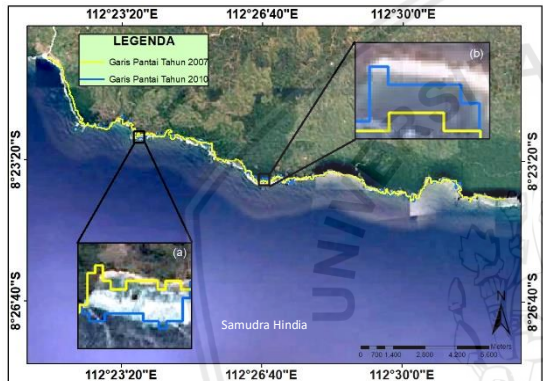 112°23'20"E 112°26'40"E 112°30'0"E
LEGENDA
Garis Pantai Tahun 2007
Garis Pantai Tahun 2010
(b)
8°23'20"S 8°23'20"S
(a)
8°26'40"S 8°26'40"S
Samudra Hindia
N
Meters
0 700 1.400 2.800 4.200 5.600
112°23'20"E 112°26'40"E 112°30'0"E
UNIVERSITA